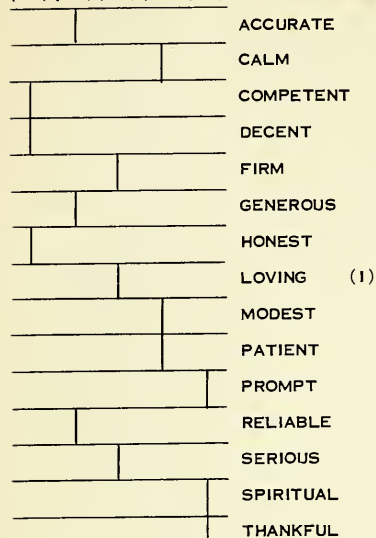 ACCURATE
CALM
COMPETENT
DECENT
FIRM
GENEROUS
HONEST
LOVING (1)
MODEST
PATIENT
PROMPT
RELIABLE
SERIOUS
SPIRITUAL
THANKFUL